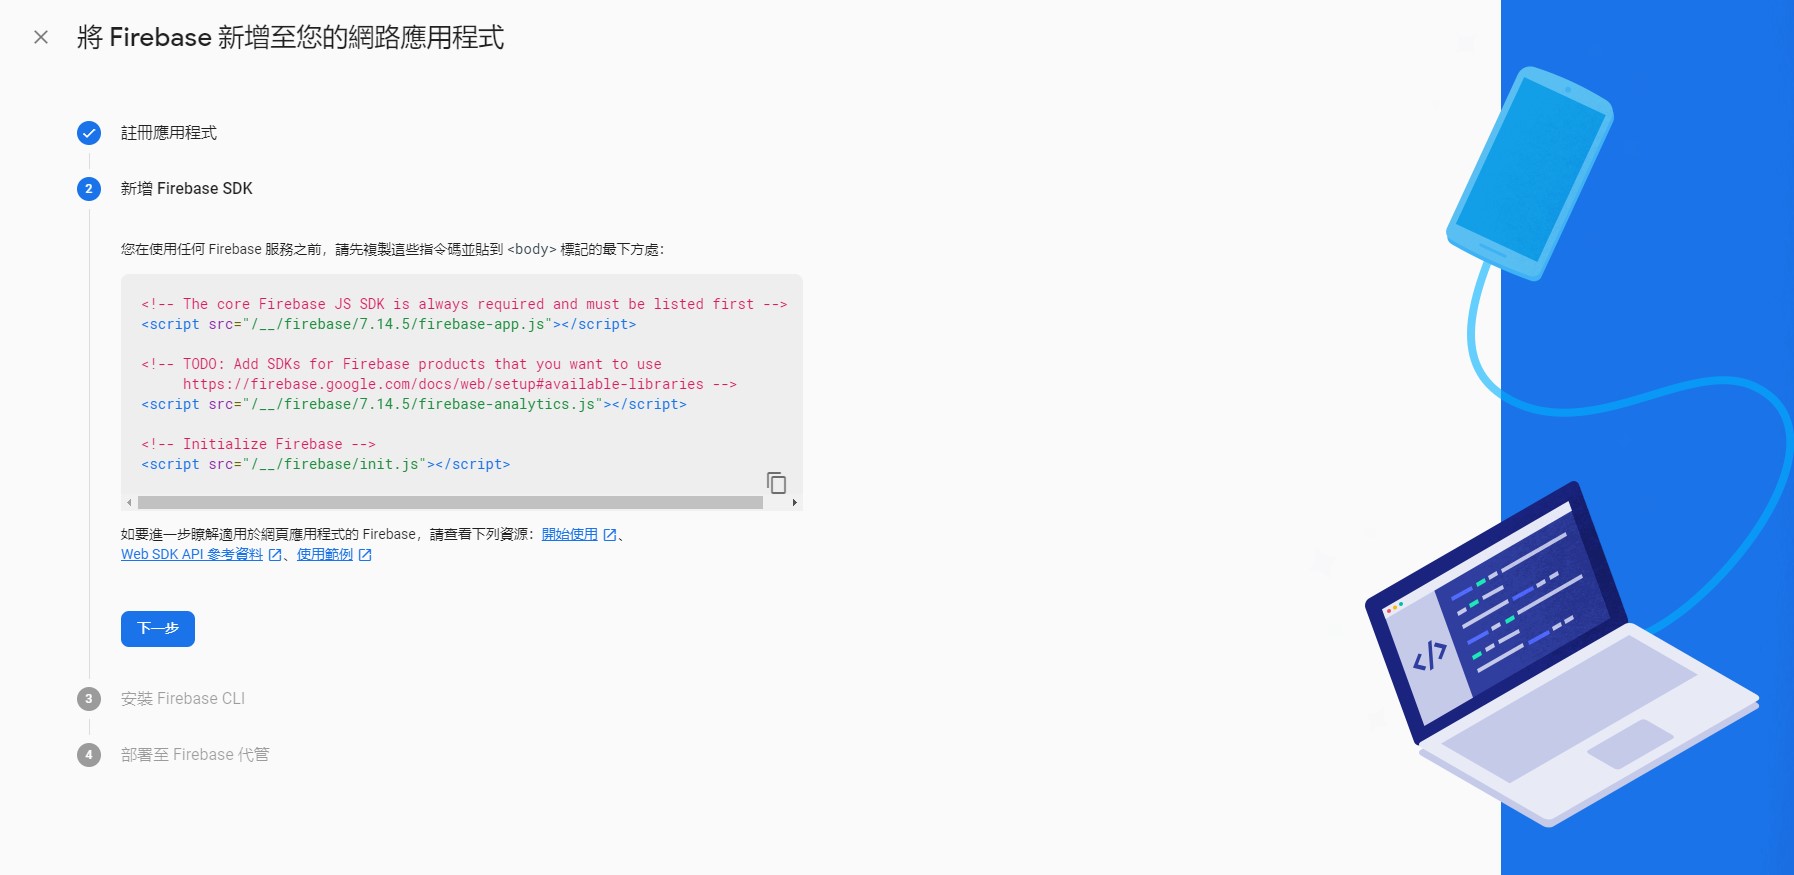 將 Firebase 新增至您的網路應用程式
註冊應用程式
2 新增 Firebase SDK
您在使用任何 Firebase 服務之前，請先複製這些指令碼並貼到 <body> 標記的最下方處：
<!-- The core Firebase JS SDK is always required and must be listed first -->
<script src="/__/firebase/7.14.5/firebase-app.js"></script>
<!-- TODO: Add SDKs for Firebase products that you want to use
https://firebase.google.com/docs/web/setup#available-libraries -->
<script src="/__/firebase/7.14.5/firebase-analytics.js"></script>
<!-- Initialize Firebase -->
<script src="/__/firebase/init.js"></script>
如要進一步瞭解適用於網頁應用程式的 Firebase，請查看下列資源：開始使用、
Web SDK API 參考資料、使用範例
下一步
3 安裝 Firebase CLI
4 部署至 Firebase 代管
</>